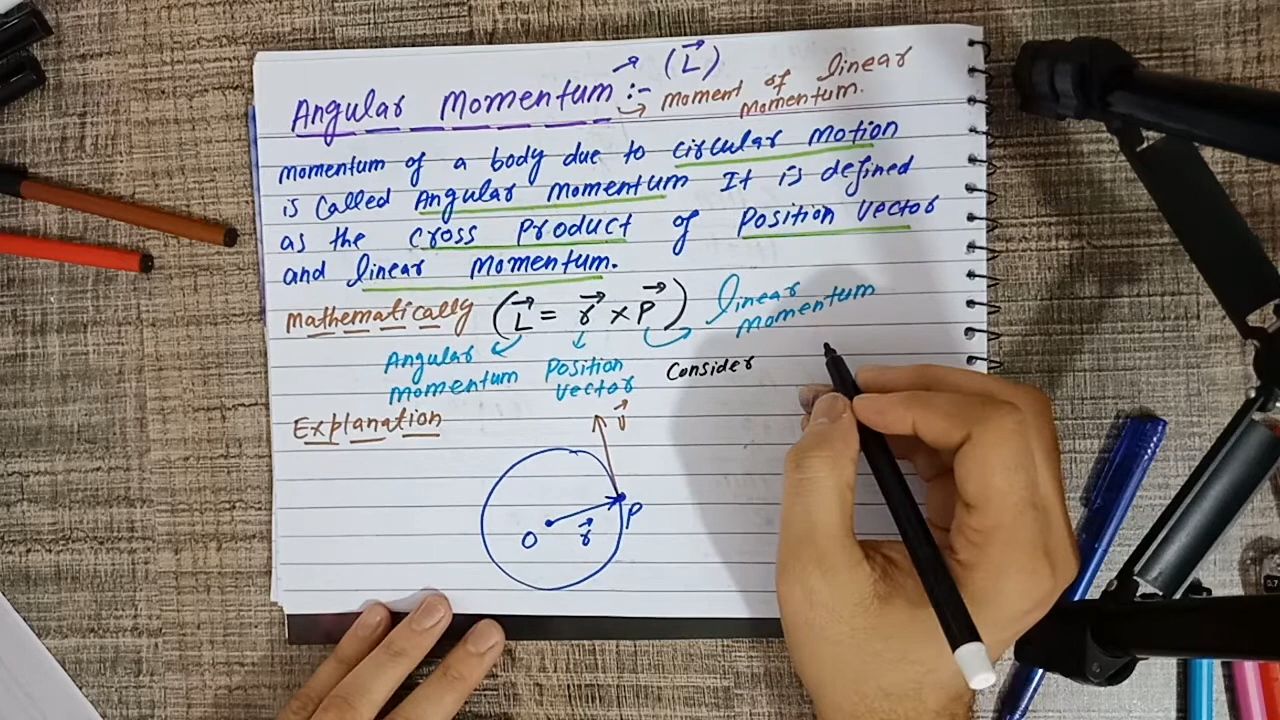 Angular Momentum :- → (L⃗)
↪ Moment of linear Momentum.
momentum of a body due to circular motion
is called Angular momentum It is defined
as the cross product of position vector
and linear momentum.
Mathematically (L⃗ = r⃗ × P⃗) linear momentum
Angular momentum
Position vector
Consider
Explanation
v⃗
P
O
r⃗
0.7